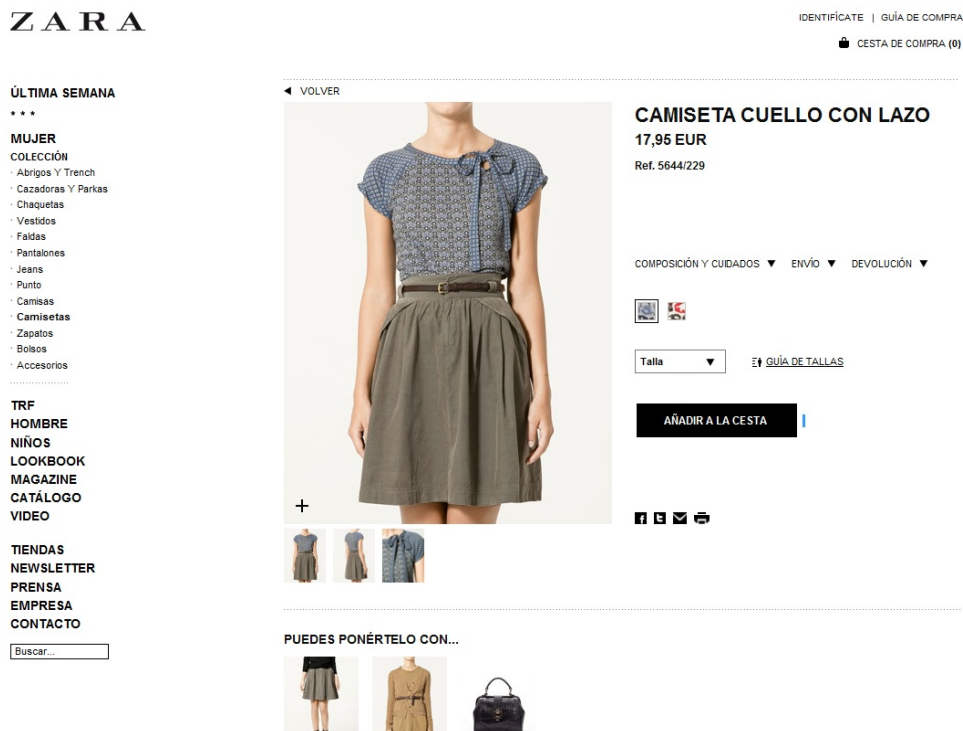 ZARA
IDENTIFÍCATE | GUÍA DE COMPRA
CESTA DE COMPRA (0)
ÚLTIMA SEMANA
* * *
MUJER
COLECCIÓN
· Abrigos Y Trench
· Cazadoras Y Parkas
· Chaquetas
· Vestidos
· Faldas
· Pantalones
· Jeans
· Punto
· Camisas
· Camisetas
· Zapatos
· Bolsos
· Accesorios
TRF
HOMBRE
NIÑOS
LOOKBOOK
MAGAZINE
CATÁLOGO
VIDEO
TIENDAS
NEWSLETTER
PRENSA
EMPRESA
CONTACTO
Buscar...
VOLVER
CAMISETA CUELLO CON LAZO
17,95 EUR
Ref. 5644/229
COMPOSICIÓN Y CUIDADOS ▼ ENVÍO ▼ DEVOLUCIÓN ▼
Talla ▼ GUÍA DE TALLAS
AÑADIR A LA CESTA
PUEDES PONÉRTELO CON...